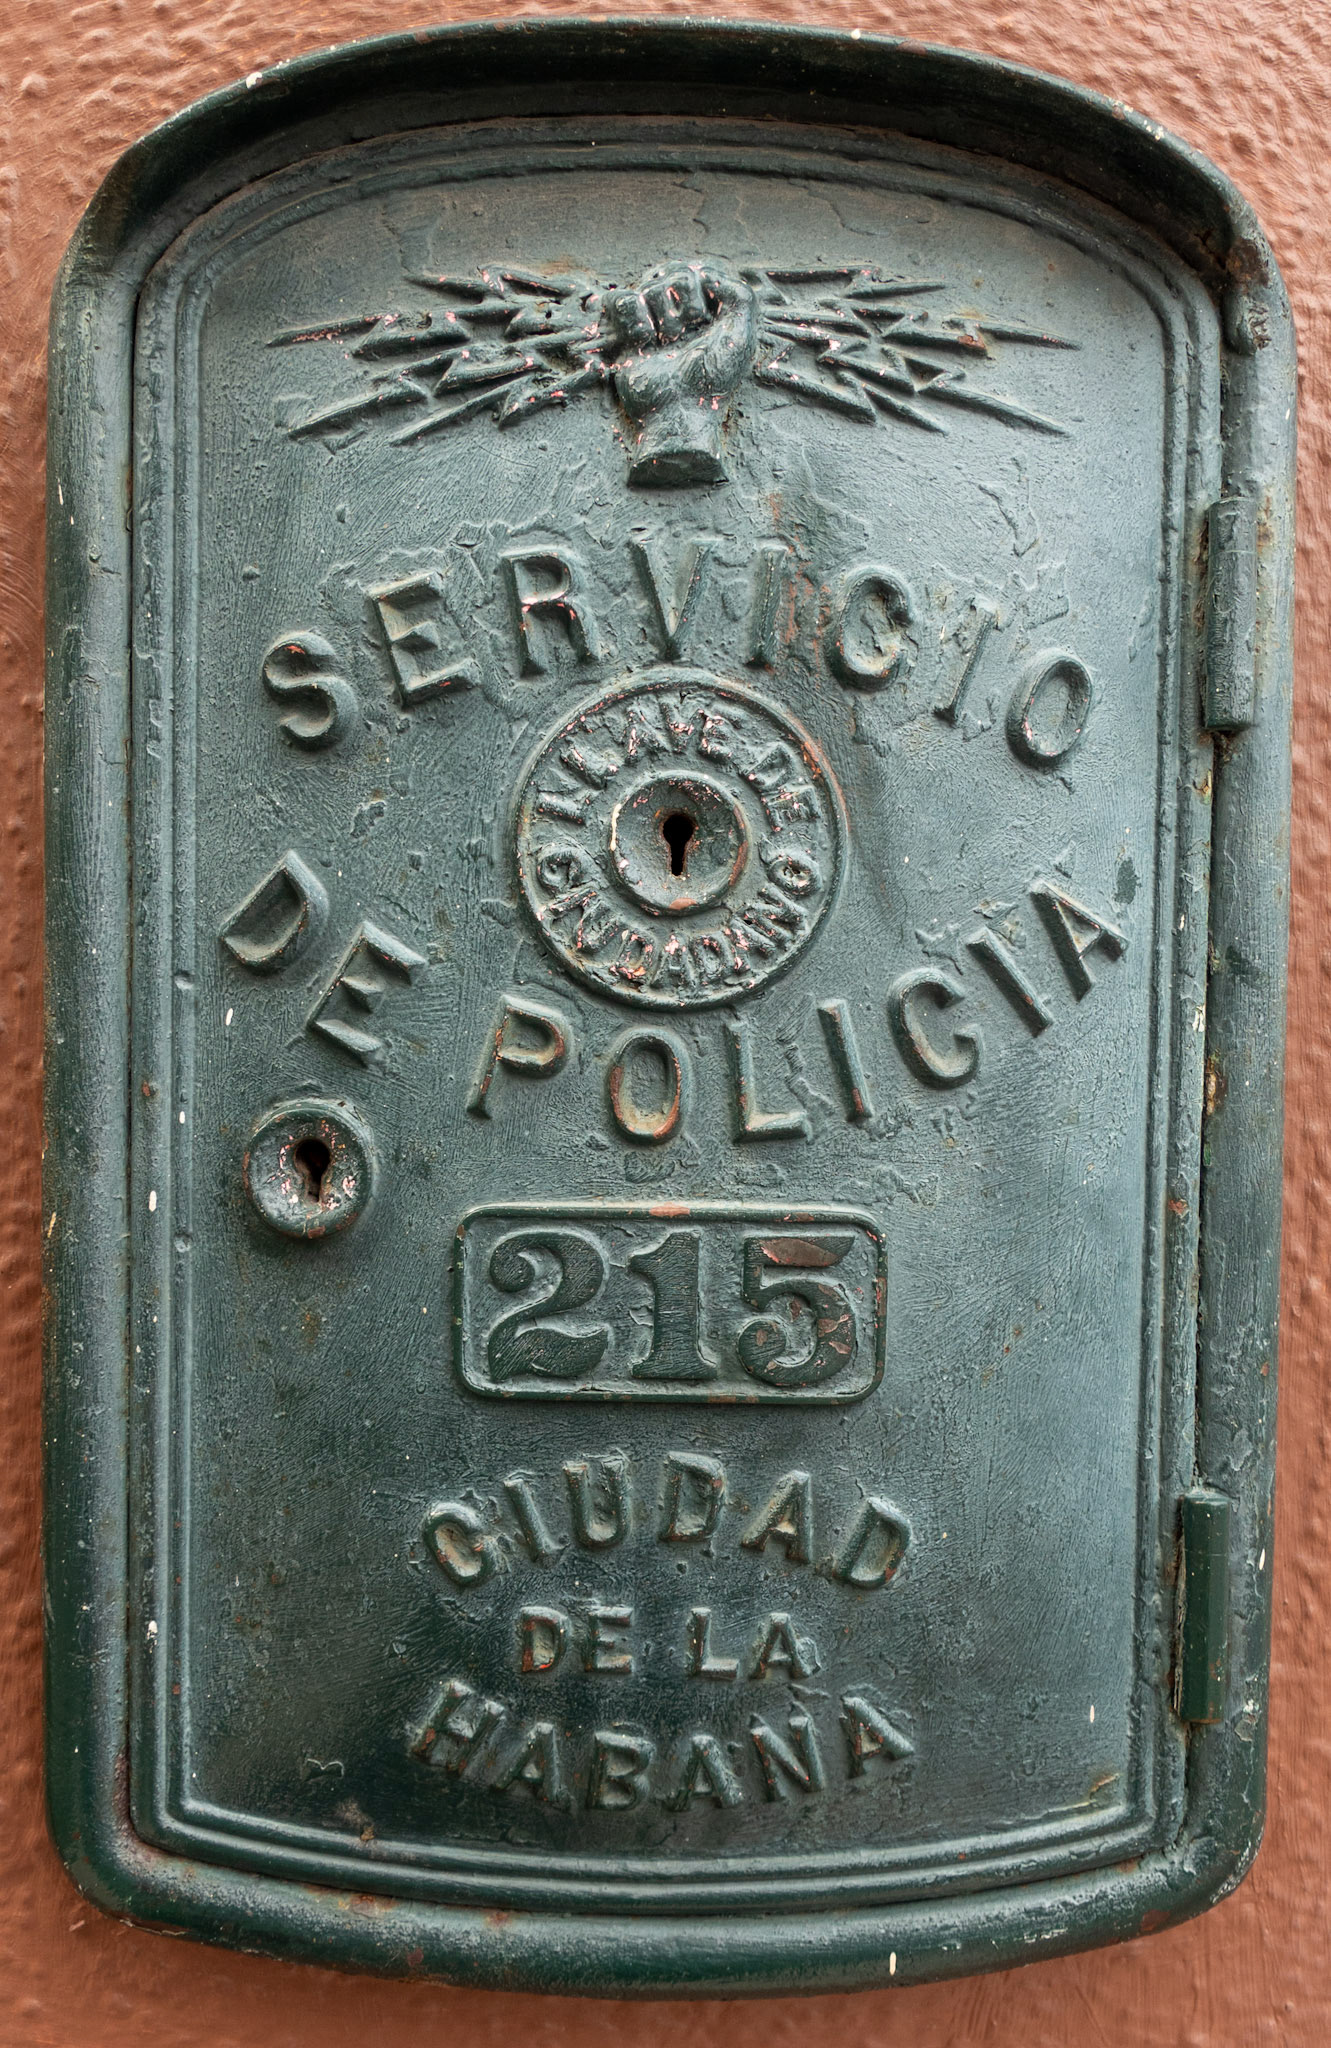 SERVICIO
LLAVE DE
CIUDADANO
DE POLICIA
215
CIUDAD
DE LA
HABANA